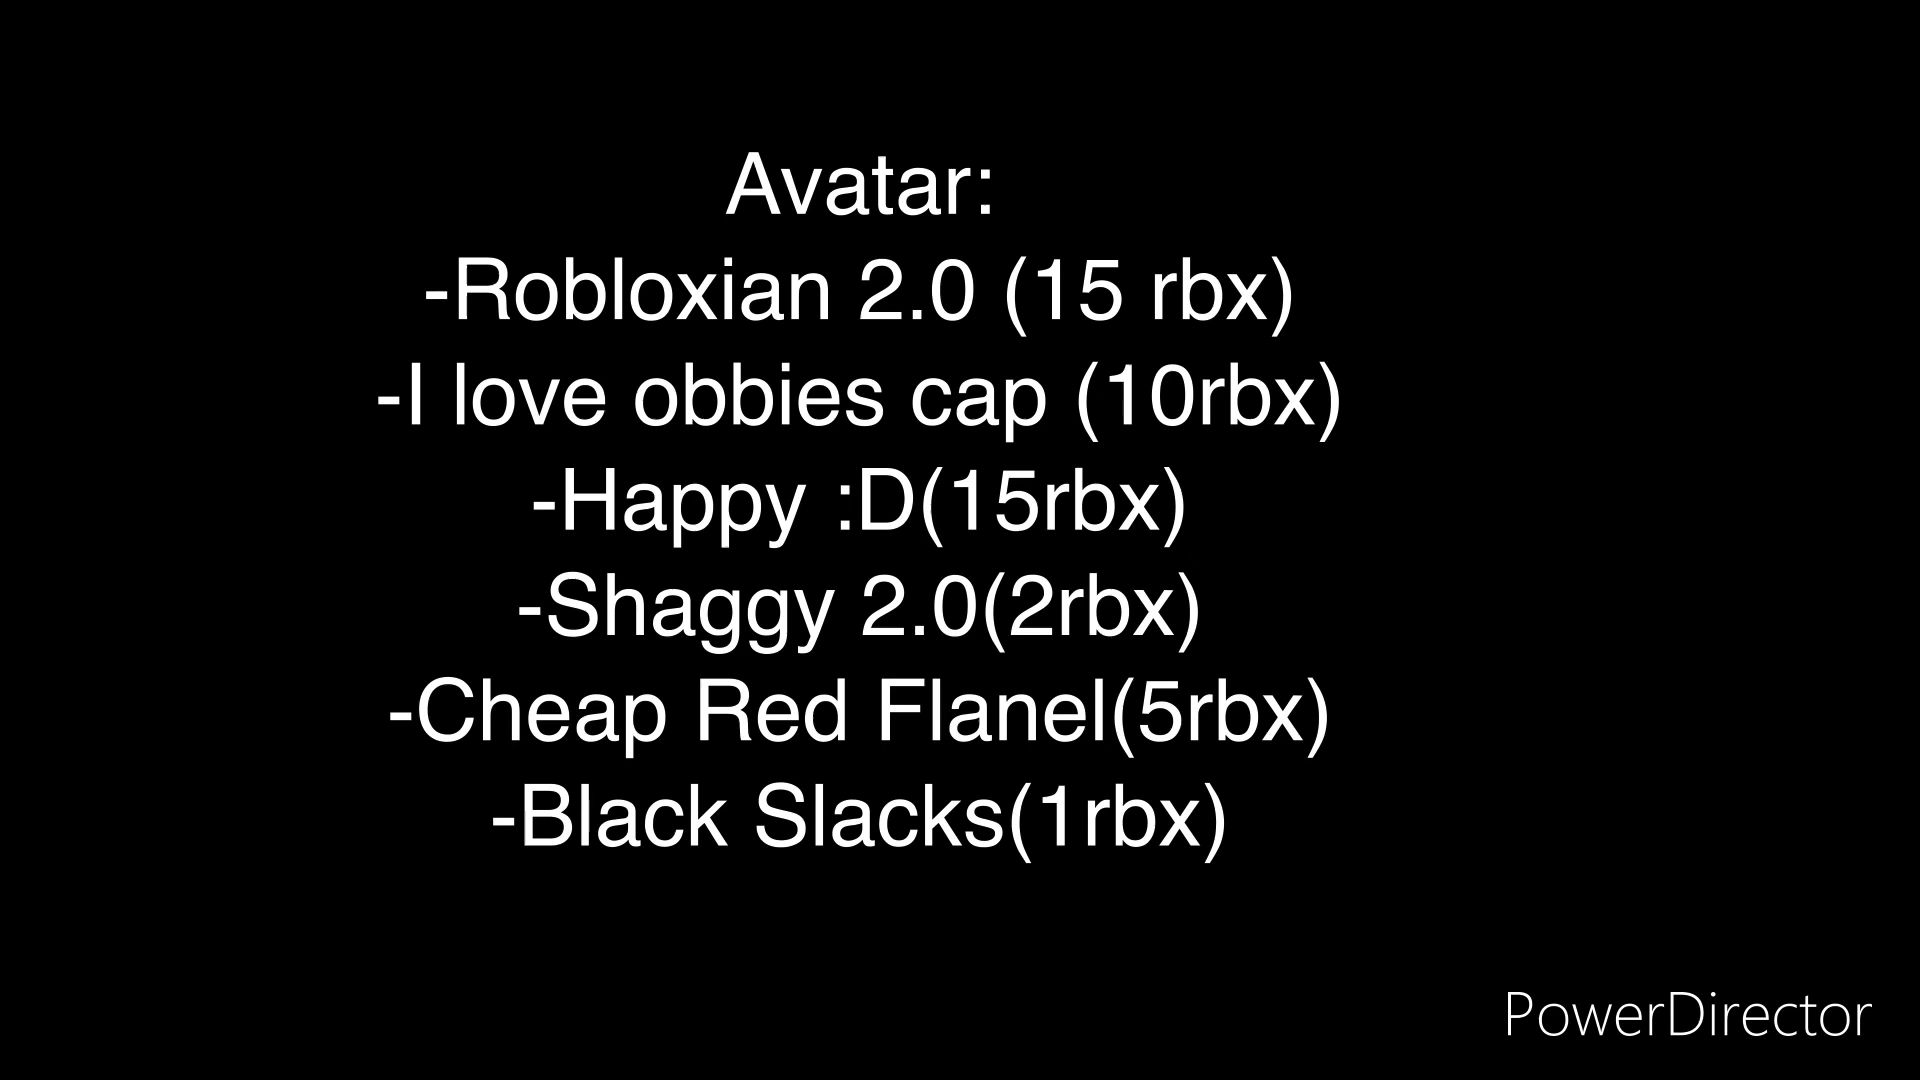 Avatar:
-Robloxian 2.0 (15 rbx)
-I love obbies cap (10rbx)
-Happy :D(15rbx)
-Shaggy 2.0(2rbx)
-Cheap Red Flanel(5rbx)
-Black Slacks(1rbx)
PowerDirector